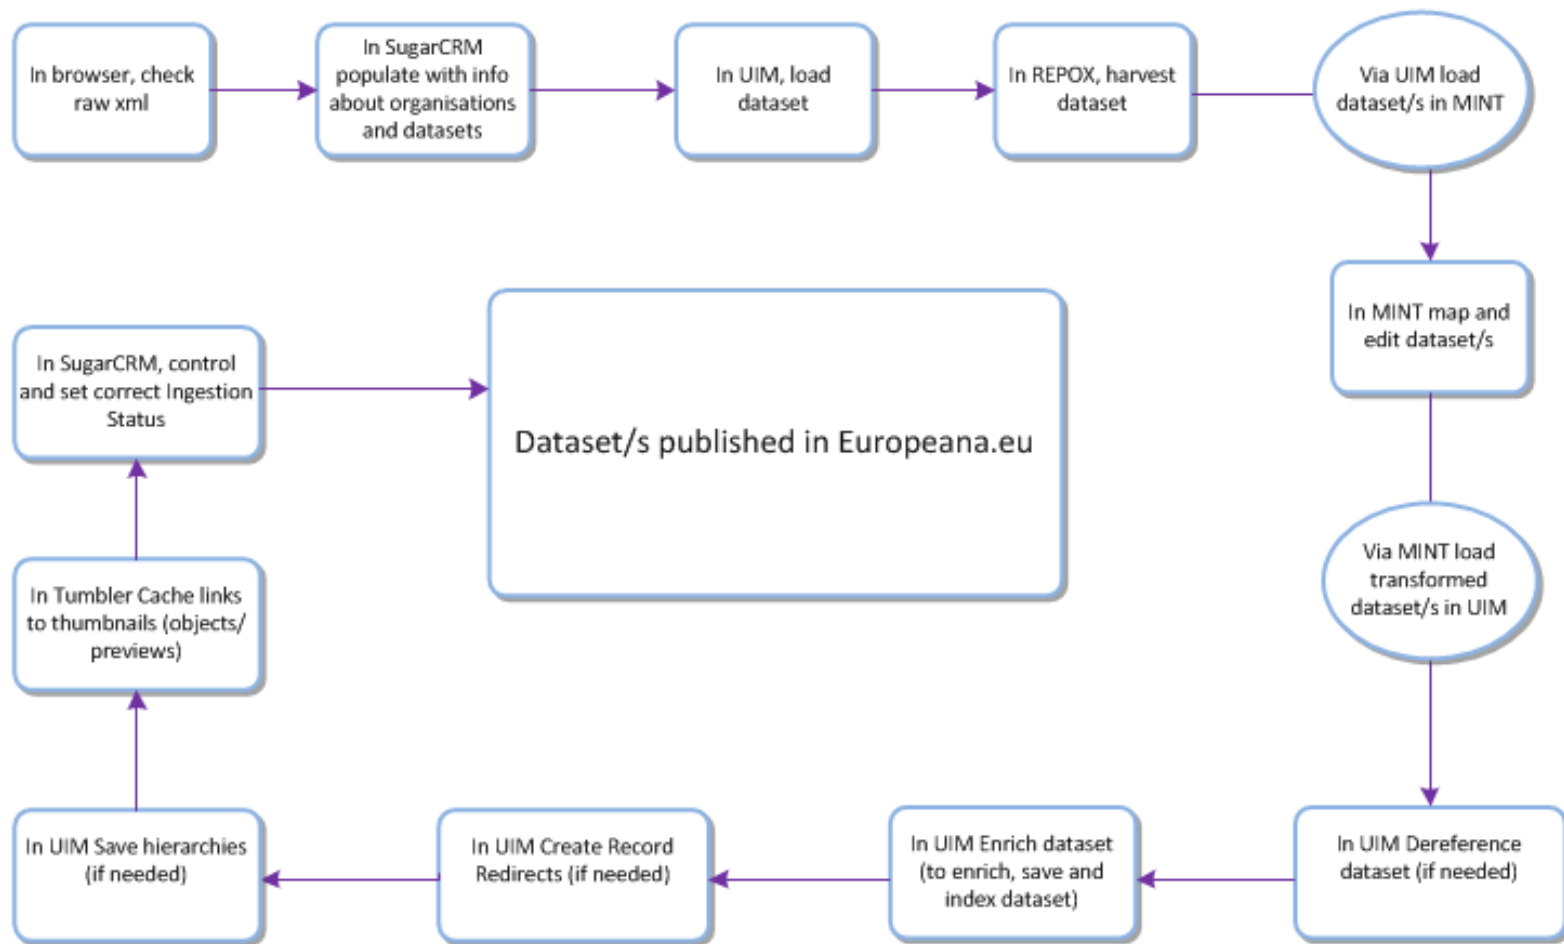 In browser, check
raw xml
In SugarCRM
populate with info
about organisations
and datasets
In UIM, load
dataset
In REPOX, harvest
dataset
Via UIM load
dataset/s in MINT
In MINT map and
edit dataset/s
Via MINT load
transformed
dataset/s in UIM
In UIM Dereference
dataset (if needed)
In UIM Enrich dataset
(to enrich, save and
index dataset)
In UIM Create Record
Redirects (if needed)
In UIM Save hierarchies
(if needed)
In Tumbler Cache links
to thumbnails (objects/
previews)
In SugarCRM, control
and set correct Ingestion
Status
Dataset/s published in Europeana.eu